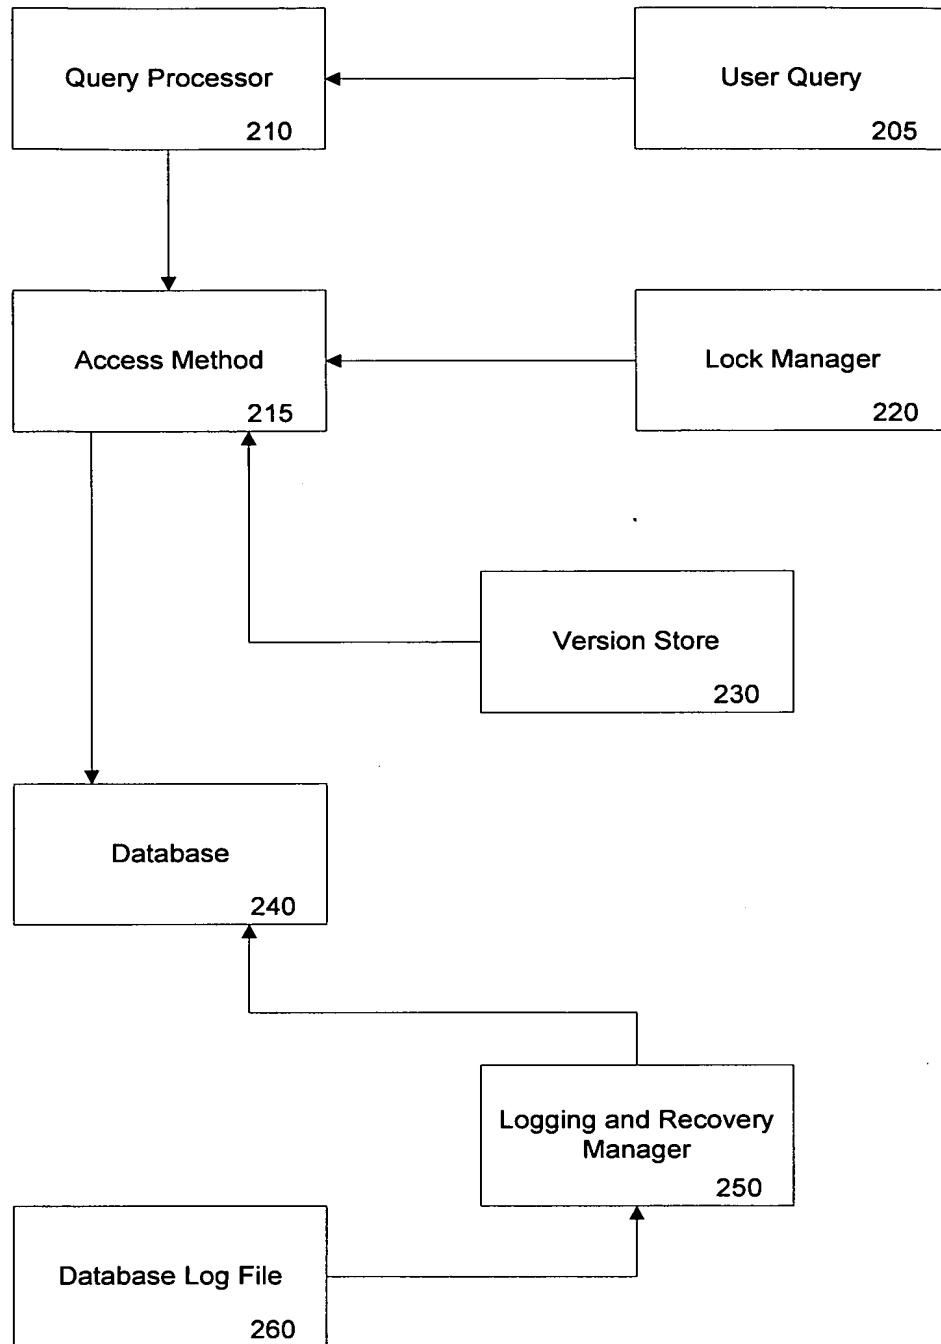 Query Processor
210
User Query
205
Access Method
215
Lock Manager
220
Version Store
230
Database
240
Logging and Recovery
Manager
250
Database Log File
260